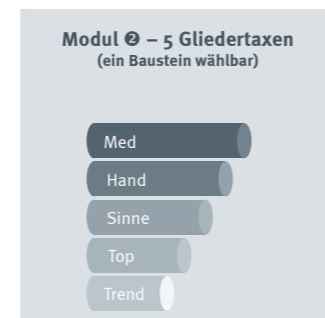 Modul ❷ – 5 Gliedertaxen
(ein Baustein wählbar)
Med
Hand
Sinne
Top
Trend